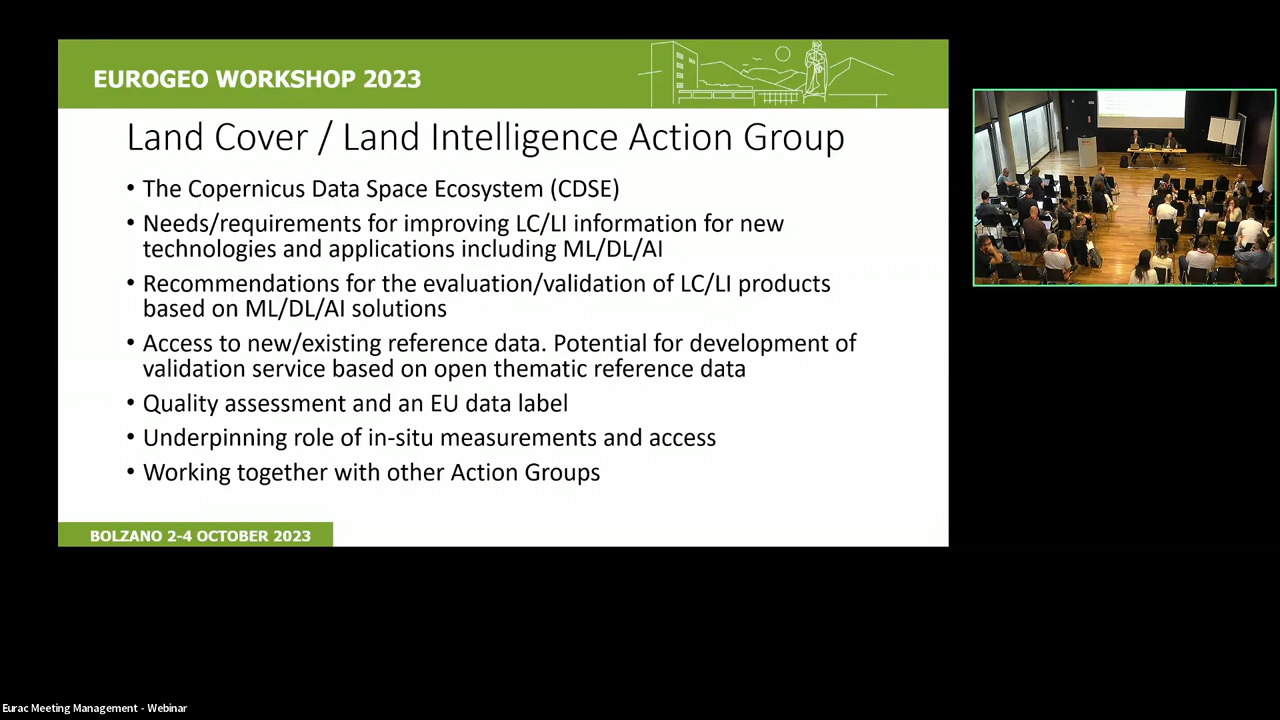 EUROGEO WORKSHOP 2023
Land Cover / Land Intelligence Action Group
• The Copernicus Data Space Ecosystem (CDSE)
• Needs/requirements for improving LC/LI information for new
technologies and applications including ML/DL/AI
• Recommendations for the evaluation/validation of LC/LI products
based on ML/DL/AI solutions
• Access to new/existing reference data. Potential for development of
validation service based on open thematic reference data
• Quality assessment and an EU data label
• Underpinning role of in-situ measurements and access
• Working together with other Action Groups
BOLZANO 2-4 OCTOBER 2023
Eurac Meeting Management - Webinar